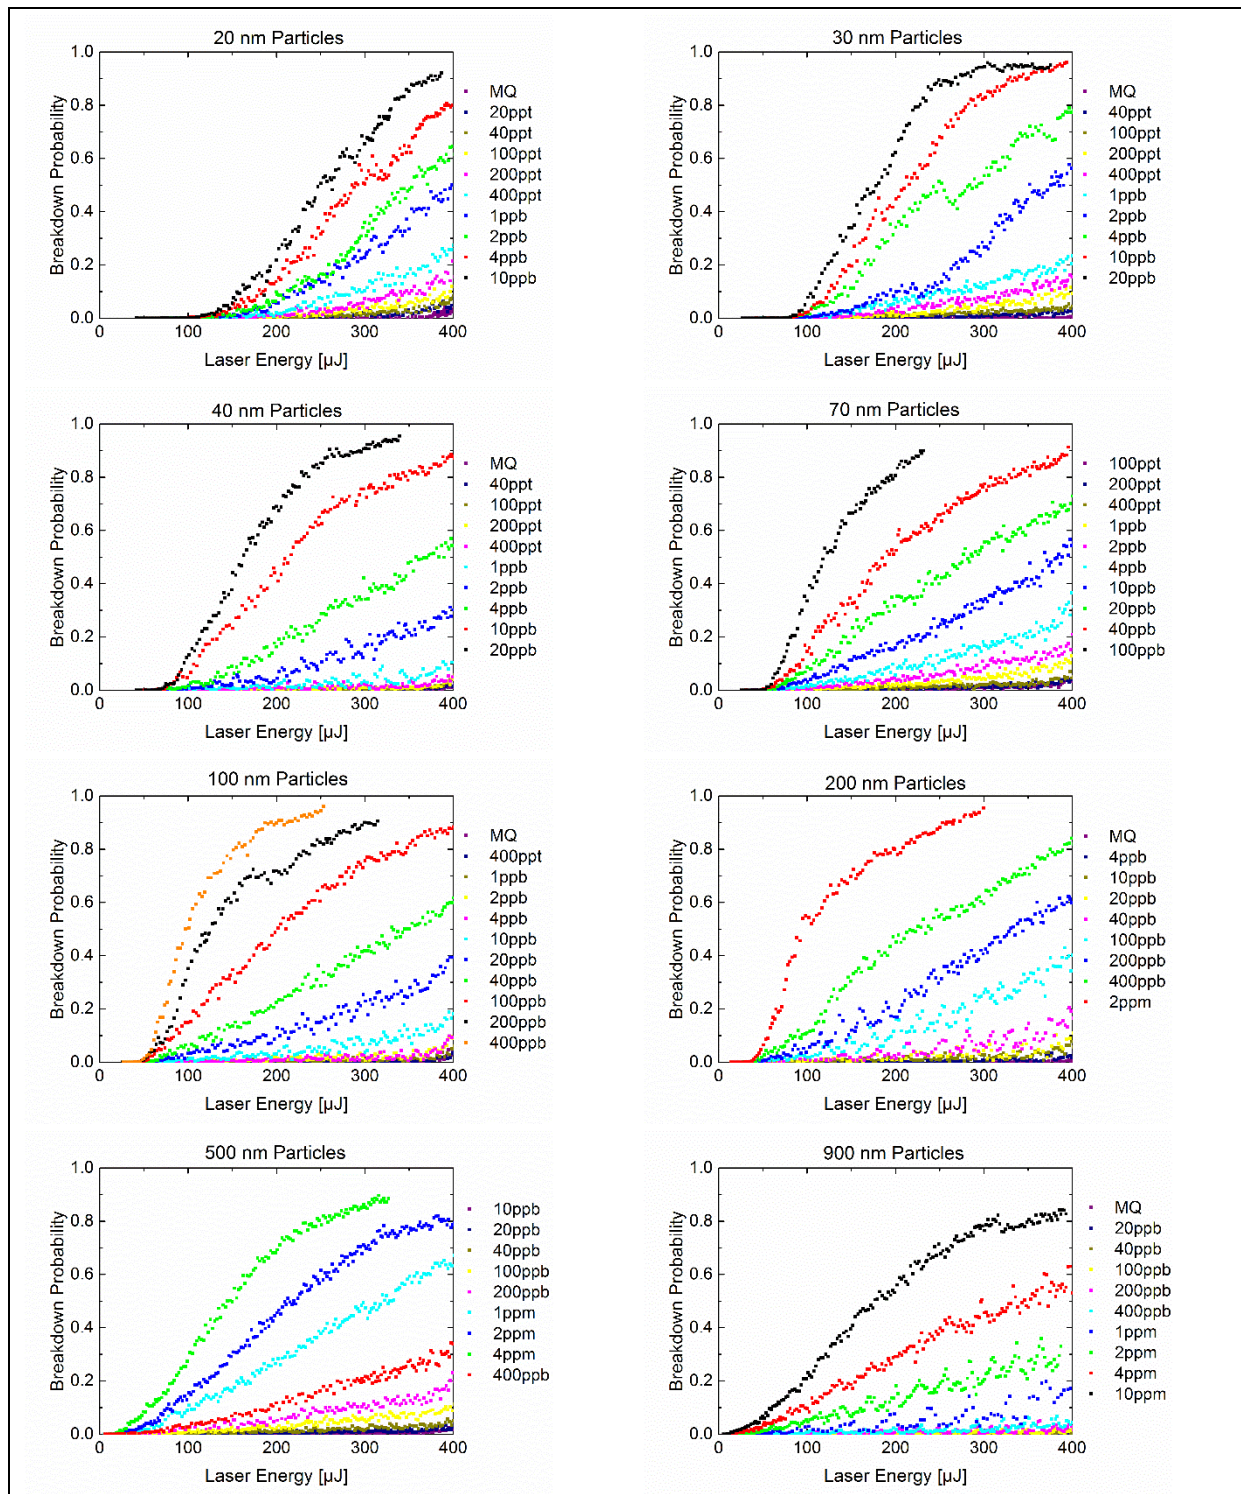 20 nm Particles
1.0
0.8
0.6
0.4
0.2
0.0
0
100
200
300
400
Breakdown Probability
Laser Energy [µJ]
MQ
20ppt
40ppt
100ppt
200ppt
400ppt
1ppb
2ppb
4ppb
10ppb
30 nm Particles
1.0
0.8
0.6
0.4
0.2
0.0
0
100
200
300
400
Breakdown Probability
Laser Energy [µJ]
MQ
40ppt
100ppt
200ppt
400ppt
1ppb
2ppb
4ppb
10ppb
20ppb
40 nm Particles
1.0
0.8
0.6
0.4
0.2
0.0
0
100
200
300
400
Breakdown Probability
Laser Energy [µJ]
MQ
40ppt
100ppt
200ppt
400ppt
1ppb
2ppb
4ppb
10ppb
20ppb
70 nm Particles
1.0
0.8
0.6
0.4
0.2
0.0
0
100
200
300
400
Breakdown Probability
Laser Energy [µJ]
100ppt
200ppt
400ppt
1ppb
2ppb
4ppb
10ppb
20ppb
40ppb
100ppb
100 nm Particles
1.0
0.8
0.6
0.4
0.2
0.0
0
100
200
300
400
Breakdown Probability
Laser Energy [µJ]
MQ
400ppt
1ppb
2ppb
4ppb
10ppb
20ppb
40ppb
100ppb
200ppb
400ppb
200 nm Particles
1.0
0.8
0.6
0.4
0.2
0.0
0
100
200
300
400
Breakdown Probability
Laser Energy [µJ]
MQ
4ppb
10ppb
20ppb
40ppb
100ppb
200ppb
400ppb
2ppm
500 nm Particles
1.0
0.8
0.6
0.4
0.2
0.0
0
100
200
300
400
Breakdown Probability
Laser Energy [µJ]
10ppb
20ppb
40ppb
100ppb
200ppb
1ppm
2ppm
4ppm
400ppb
900 nm Particles
1.0
0.8
0.6
0.4
0.2
0.0
0
100
200
300
400
Breakdown Probability
Laser Energy [µJ]
MQ
20ppb
40ppb
100ppb
200ppb
400ppb
1ppm
2ppm
4ppm
10ppm